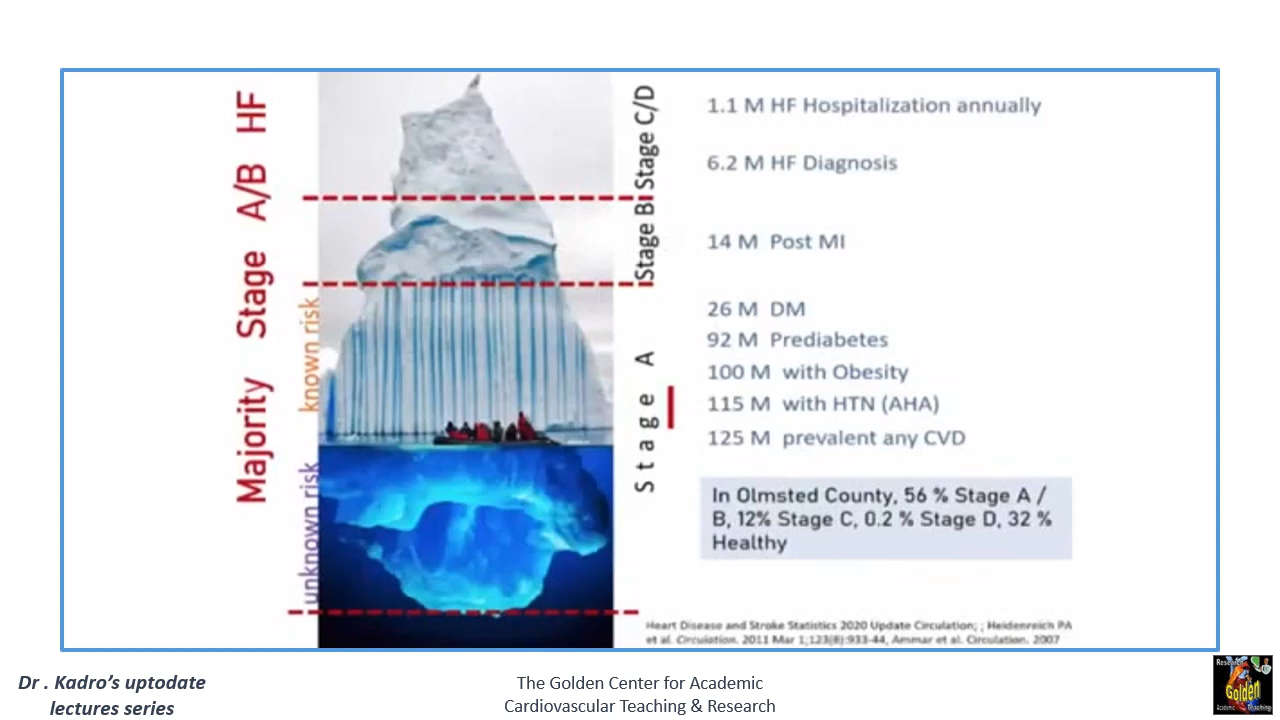 Majority Stage A/B HF
known risk
unknown risk
Stage C/D
Stage B
Stage A
1.1 M HF Hospitalization annually
6.2 M HF Diagnosis
14 M Post MI
26 M DM
92 M Prediabetes
100 M with Obesity
115 M with HTN (AHA)
125 M prevalent any CVD
In Olmsted County, 56 % Stage A /
B, 12% Stage C, 0.2 % Stage D, 32 %
Healthy
Heart Disease and Stroke Statistics 2020 Update Circulation; ; Heidenreich PA
et al. Circulation. 2011 Mar 1;123(8):933-44, Ammar et al. Circulation. 2007
Dr . Kadro's uptodate
lectures series
The Golden Center for Academic
Cardiovascular Teaching & Research
Research
Golden
Academic Teaching